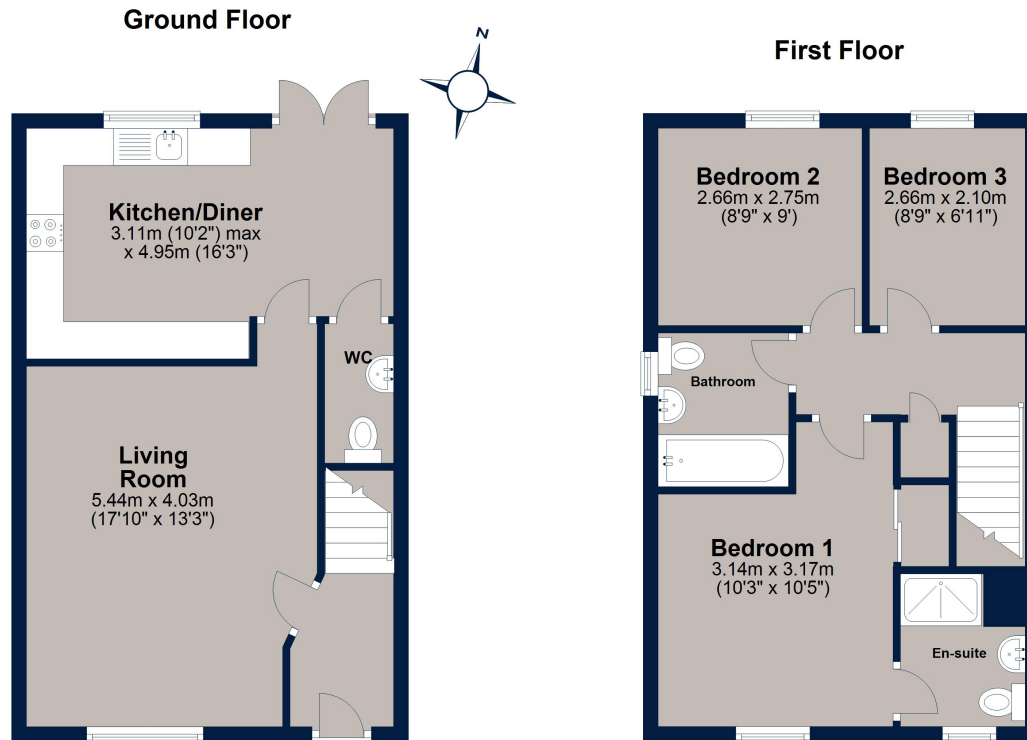 Ground Floor
N
First Floor
Kitchen/Diner
3.11m (10'2") max
x 4.95m (16'3")
WC
Living
Room
5.44m x 4.03m
(17'10" x 13'3")
Bedroom 2
2.66m x 2.75m
(8'9" x 9')
Bedroom 3
2.66m x 2.10m
(8'9" x 6'11")
Bathroom
Bedroom 1
3.14m x 3.17m
(10'3" x 10'5")
En-suite